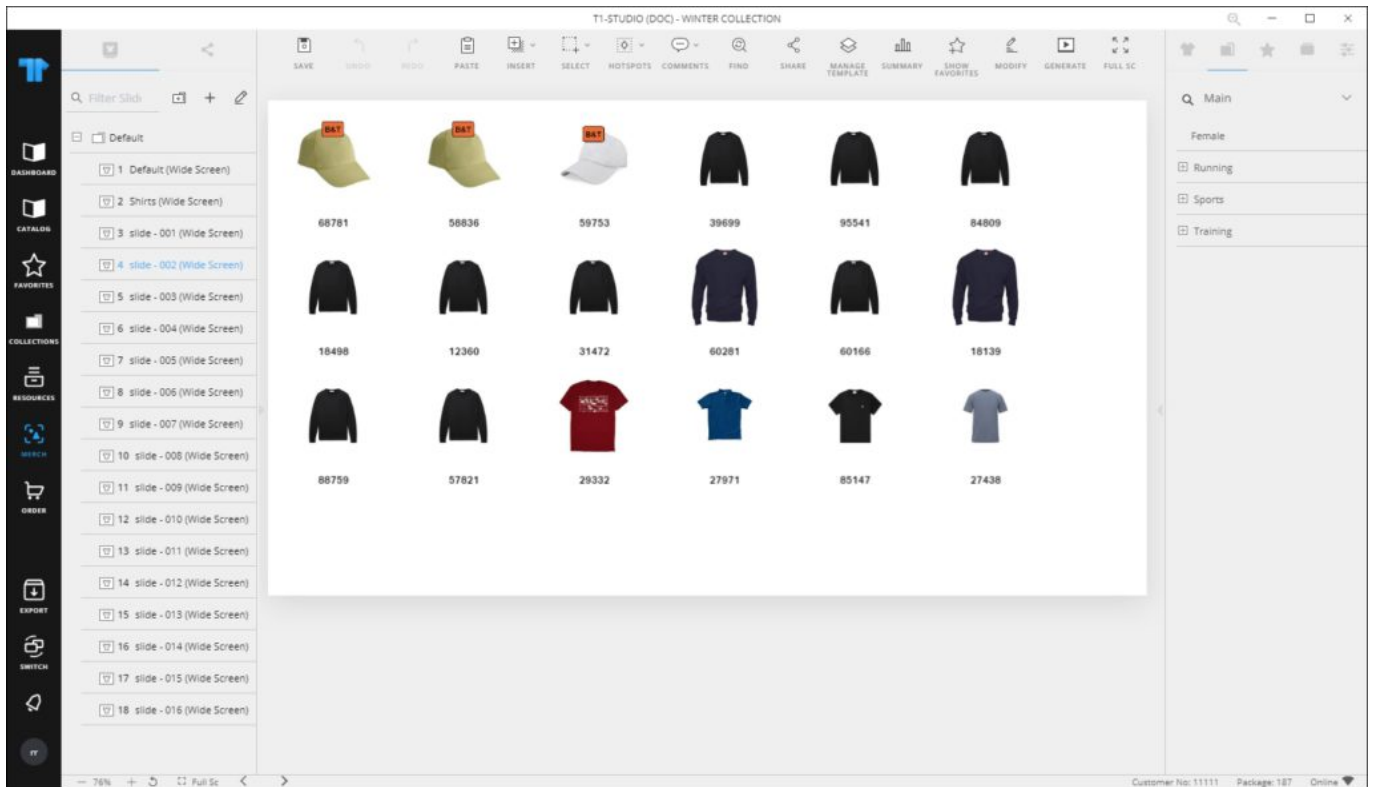 T1-STUDIO (DOC) - WINTER COLLECTION
SAVE
UNDO
REDO
PASTE
INSERT
SELECT
HOTSPOTS
COMMENTS
FIND
SHARE
MANAGE TEMPLATE
SUMMARY
SHOW FAVORITES
MODIFY
GENERATE
FULL SC
DASHBOARD
CATALOG
FAVORITES
COLLECTIONS
RESOURCES
MERCH
ORDER
EXPORT
SWITCH
IT
Filter Slid
Default
1 Default (Wide Screen)
2 Shirts (Wide Screen)
3 slide - 001 (Wide Screen)
4 slide - 002 (Wide Screen)
5 slide - 003 (Wide Screen)
6 slide - 004 (Wide Screen)
7 slide - 005 (Wide Screen)
8 slide - 006 (Wide Screen)
9 slide - 007 (Wide Screen)
10 slide - 008 (Wide Screen)
11 slide - 009 (Wide Screen)
12 slide - 010 (Wide Screen)
13 slide - 011 (Wide Screen)
14 slide - 012 (Wide Screen)
15 slide - 013 (Wide Screen)
16 slide - 014 (Wide Screen)
17 slide - 015 (Wide Screen)
18 slide - 016 (Wide Screen)
B&T B&T B&T
68781 58836 59753 39699 95541 84809
18498 12360 31472 60281 60166 18139
88759 57821 29332 27971 85147 27438
Main
Female
Running
Sports
Training
76% Full Sc
Customer No: 11111 Package: 187 Online